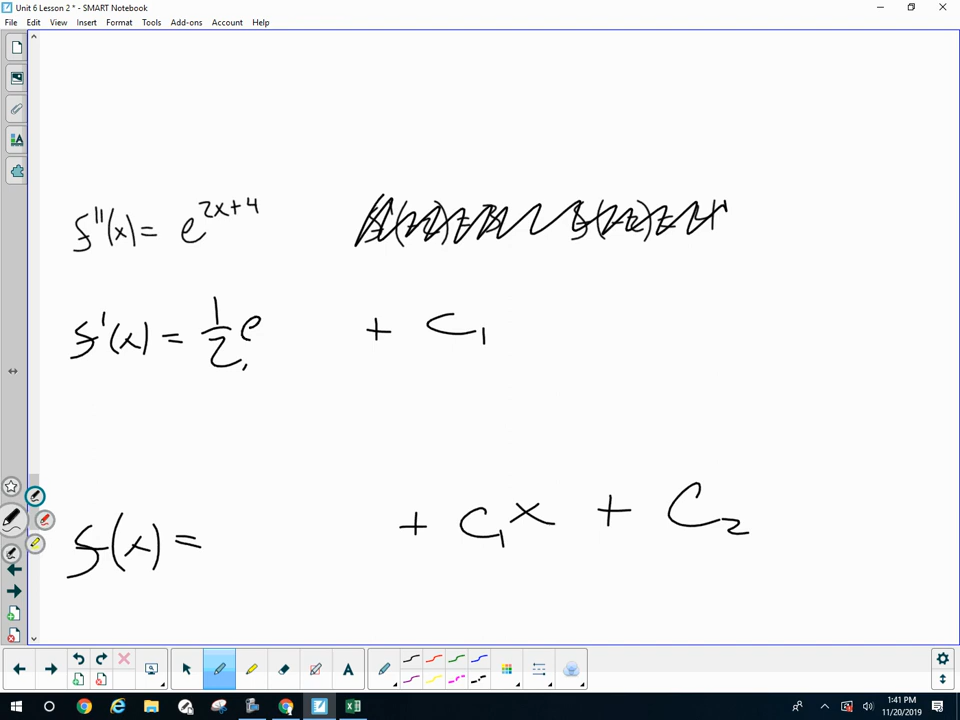 Unit 6 Lesson 2 * - SMART Notebook
File Edit View Insert Format Tools Add-ons Account Help
f''(x) = e^{2x+4}
f'(x) = 1/2 e + C₁
f(x) = + C₁x + C₂
A
1:41 PM
11/20/2019